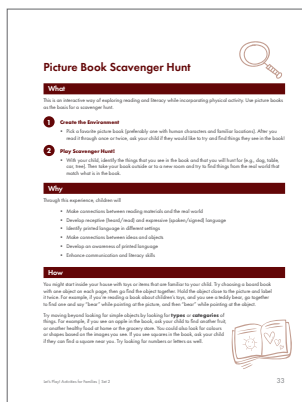 Picture Book Scavenger Hunt
What
This is an interactive way of exploring reading and literacy while incorporating physical activity. Use picture books
as the basis for a scavenger hunt.
1 Create the Environment
• Pick a favorite picture book (preferably one with human characters and familiar locations). After you
read it through once or twice, ask your child if they would like to try and find things they see in the book!
2 Play Scavenger Hunt!
• With your child, identify the things that you see in the book and that you will hunt for (e.g., dog, table,
car, tree). Then take your book outside or to a new room and try to find things from the real world that
match what is in the book.
Why
Through this experience, children will
• Make connections between reading materials and the real world
• Develop receptive (heard/read) and expressive (spoken/signed) language
• Identify printed language in different settings
• Make connections between ideas and objects
• Develop an awareness of printed language
• Enhance communication and literacy skills
How
You might start inside your house with toys or items that are familiar to your child. Try choosing a board book
with one object on each page, then go find the object together. Hold the object close to the picture and label
it twice. For example, if you're reading a book about children's toys, and you see a teddy bear, go together
to find one and say "bear" while pointing at the picture, and then "bear" while pointing at the object.
Try moving beyond looking for simple objects by looking for types or categories of
things. For example, if you see an apple in the book, ask your child to find another fruit,
or another healthy food at home or the grocery store. You could also look for colours
or shapes based on the images you see. If you see squares in the book, ask your child
if they can find a square near you. Try looking for numbers or letters as well.
Let's Play! Activities for Families | Set 2
33